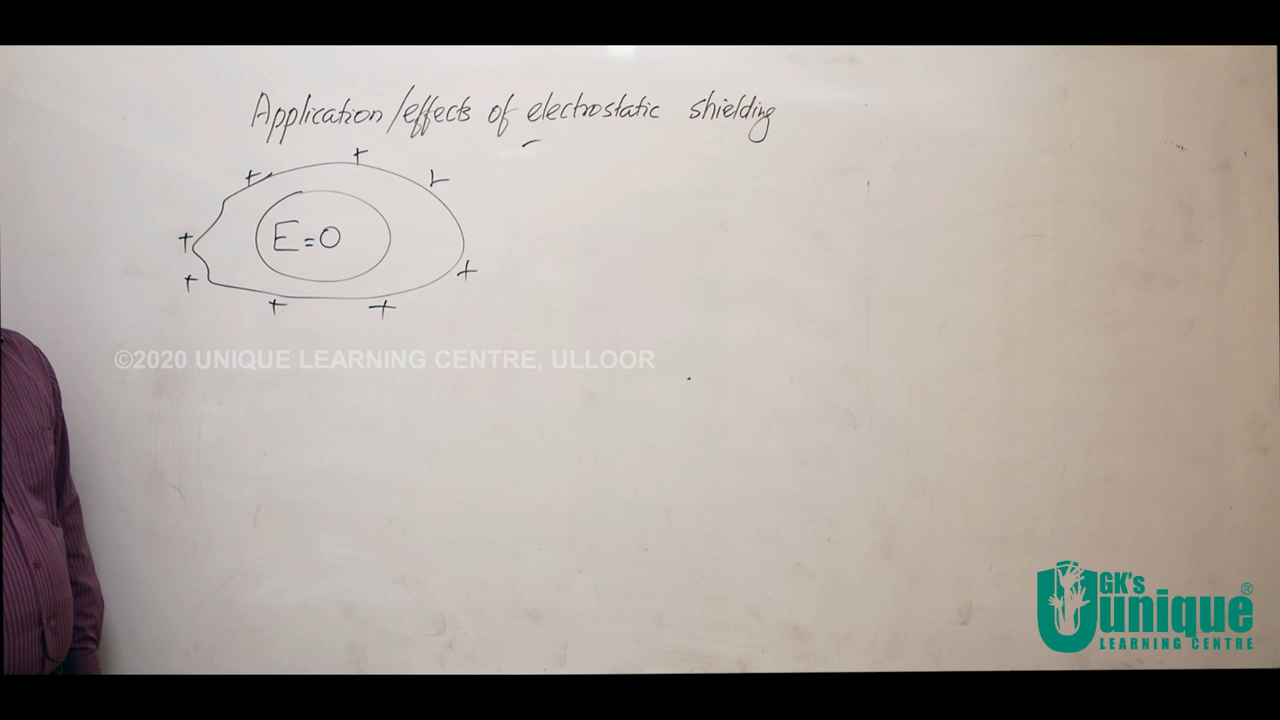 Application/effects of electrostatic shielding
+
+
+
+
E=0
+
+
+
+
©2020 UNIQUE LEARNING CENTRE, ULLOOR
GK's
unique®
LEARNING CENTRE